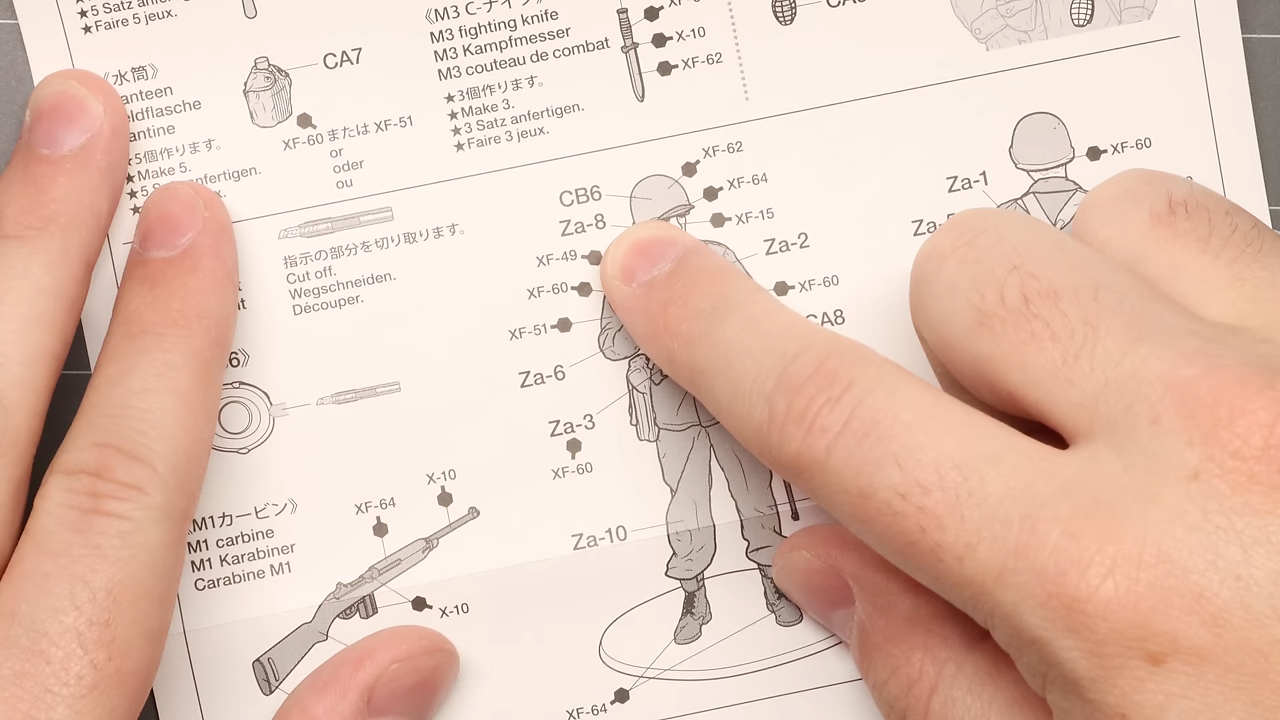 ★5 Satz anfertigen.
★Faire 5 jeux.
《水筒》
anteen
eldflasche
antine
★5個作ります。
★Make 5.
CA7
XF-60 または XF-51
or
oder
ou
M3 fighting knife
M3 Kampfmesser
M3 couteau de combat
★3個作ります。
★Make 3.
★3 Satz anfertigen.
★Faire 3 jeux.
X-10
XF-62
指示の部分を切り取ります。
Cut off.
Wegschneiden.
Découper.
6》
《M1カービン》
M1 carbine
M1 Karabiner
Carabine M1
XF-64
X-10
X-10
CB6
Za-8
XF-49
XF-60
XF-51
Za-6
Za-3
XF-60
Za-10
XF-64
XF-62
XF-64
XF-15
Za-2
XF-60
CA8
Za-1
XF-60